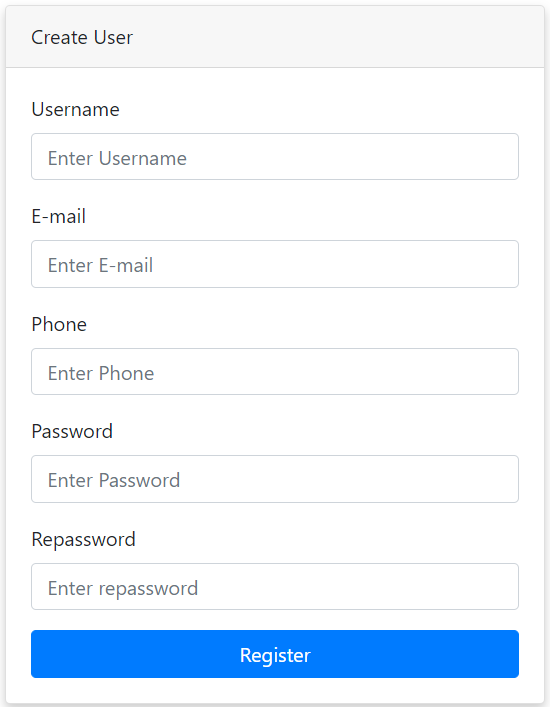 Create User
Username
Enter Username
E-mail
Enter E-mail
Phone
Enter Phone
Password
Enter Password
Repassword
Enter repassword
Register